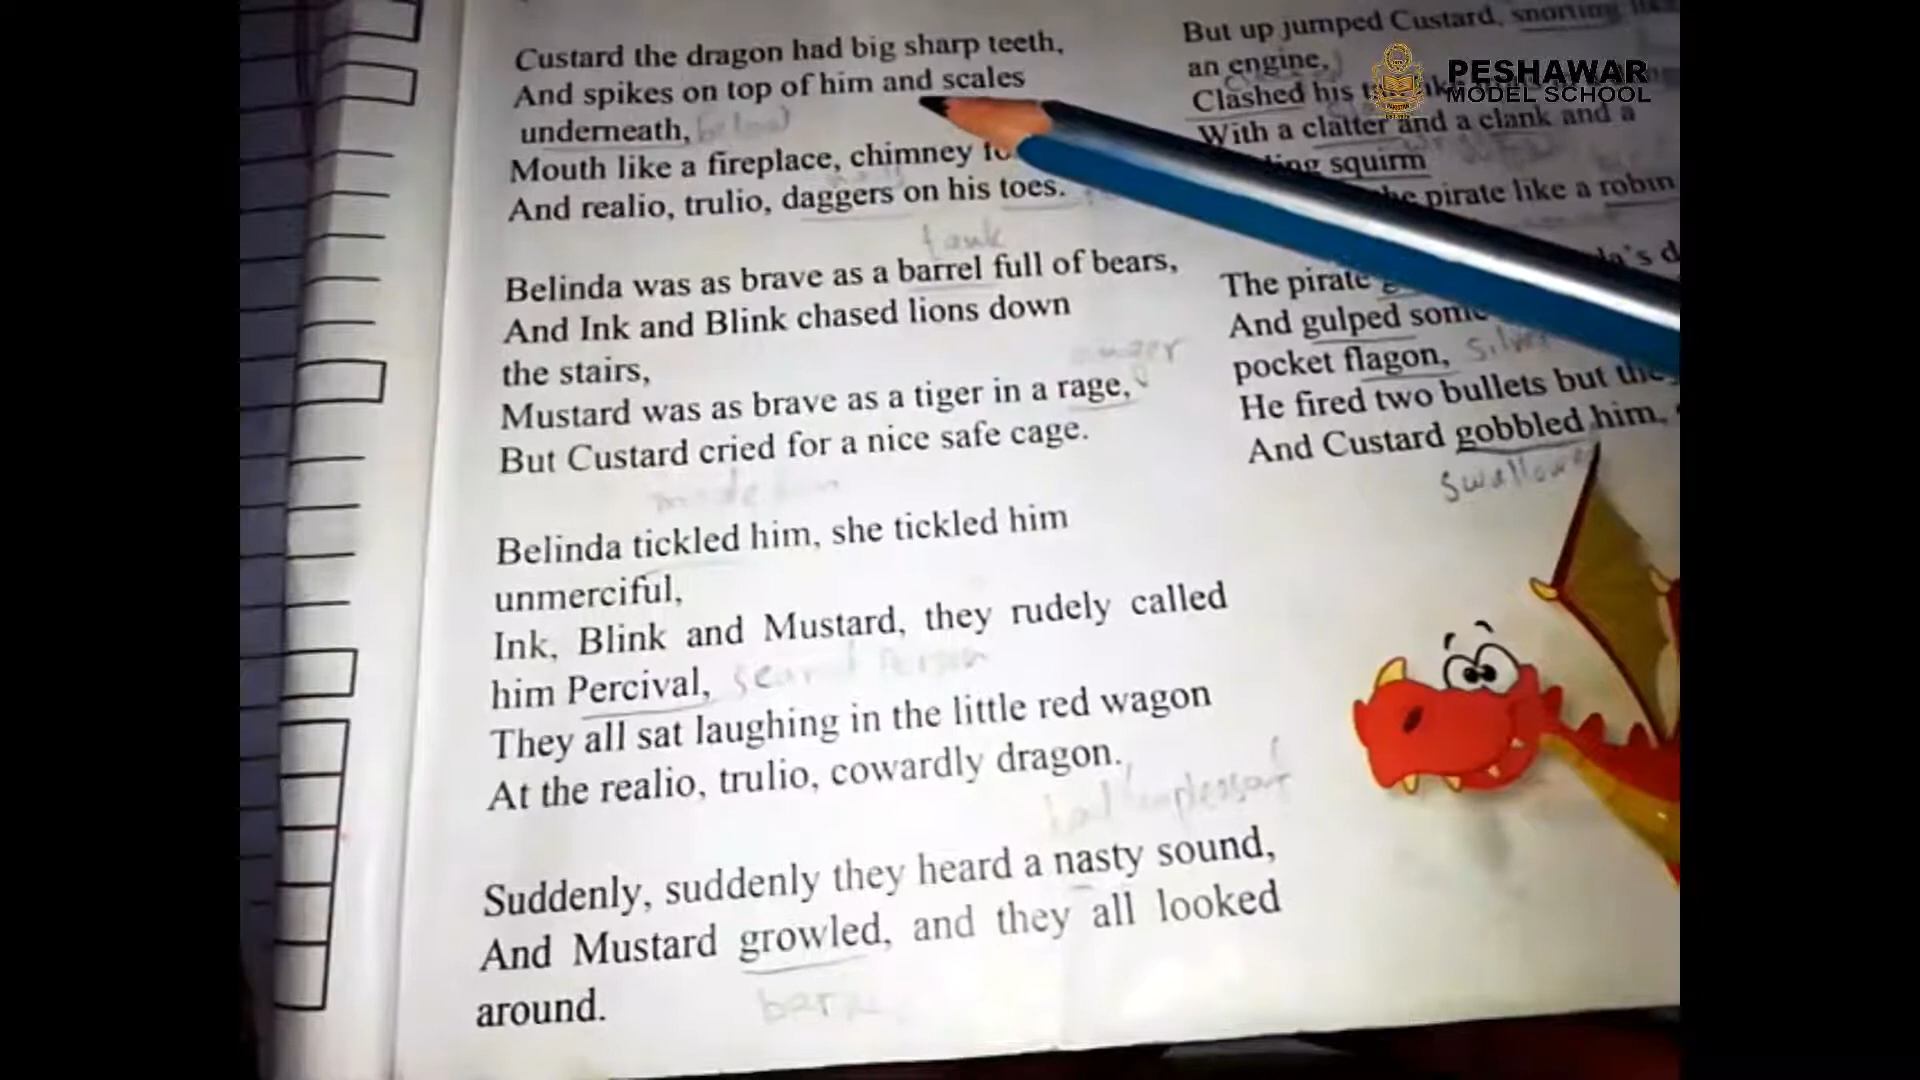 Custard the dragon had big sharp teeth,
And spikes on top of him and scales
underneath, below
Mouth like a fireplace, chimney
And realio, trulio, daggers on his toes.
tank
Belinda was as brave as a barrel full of bears,
And Ink and Blink chased lions down
the stairs,
anger
Mustard was as brave as a tiger in a rage,
But Custard cried for a nice safe cage.
Belinda tickled him, she tickled him
unmerciful,
Ink, Blink and Mustard, they rudely called
him Percival, person
They all sat laughing in the little red wagon
At the realio, trulio, cowardly dragon.
bad
Suddenly, suddenly they heard a nasty sound,
And Mustard growled, and they all looked
around.
bark
But up jumped Custard, snorting
an engine,
Clashed his
With a clatter and a clank and a
squirm
pirate like a robin
The pirate
And gulped some
pocket flagon,
He fired two bullets but
And Custard gobbled him,
PESHAWAR
MODEL SCHOOL